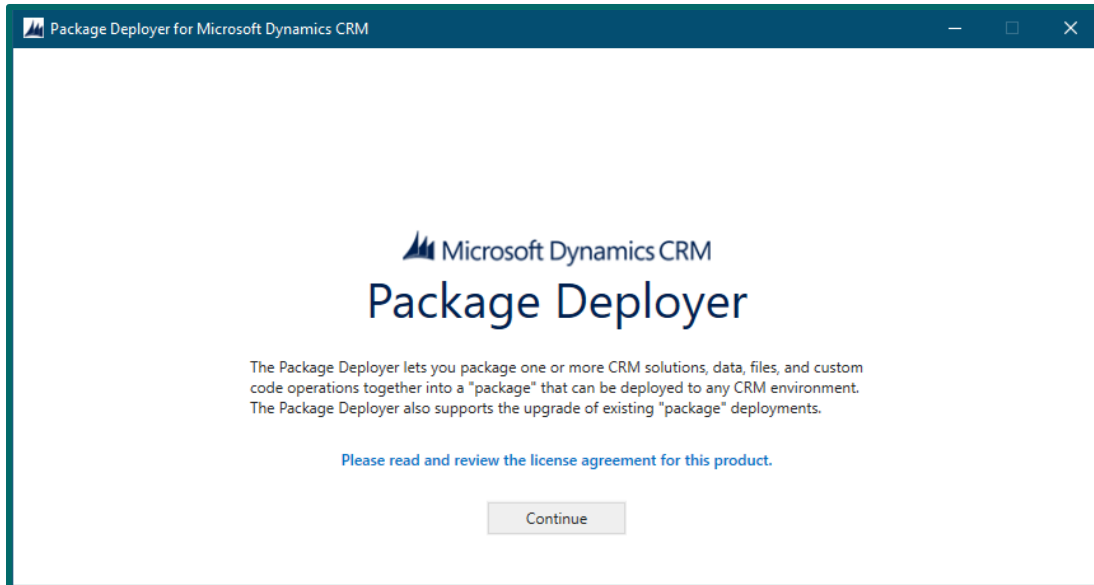 Package Deployer for Microsoft Dynamics CRM
Microsoft Dynamics CRM
Package Deployer
The Package Deployer lets you package one or more CRM solutions, data, files, and custom
code operations together into a "package" that can be deployed to any CRM environment.
The Package Deployer also supports the upgrade of existing "package" deployments.
Please read and review the license agreement for this product.
Continue